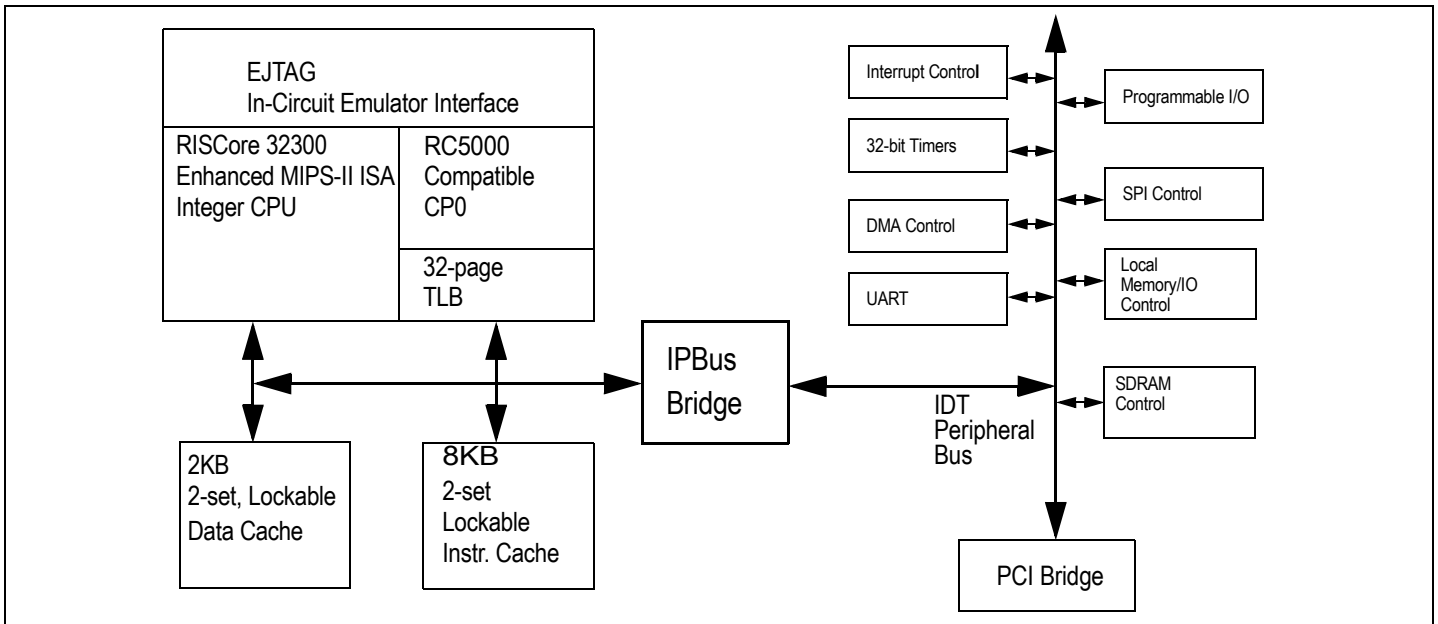 EJTAG
In-Circuit Emulator Interface
RISCore 32300
Enhanced MIPS-II ISA
Integer CPU
RC5000
Compatible
CP0
32-page
TLB
2KB
2-set, Lockable
Data Cache
8KB
2-set
Lockable
Instr. Cache
IPBus
Bridge
IDT
Peripheral
Bus
Interrupt Control
32-bit Timers
DMA Control
UART
Programmable I/O
SPI Control
Local
Memory/IO
Control
SDRAM
Control
PCI Bridge